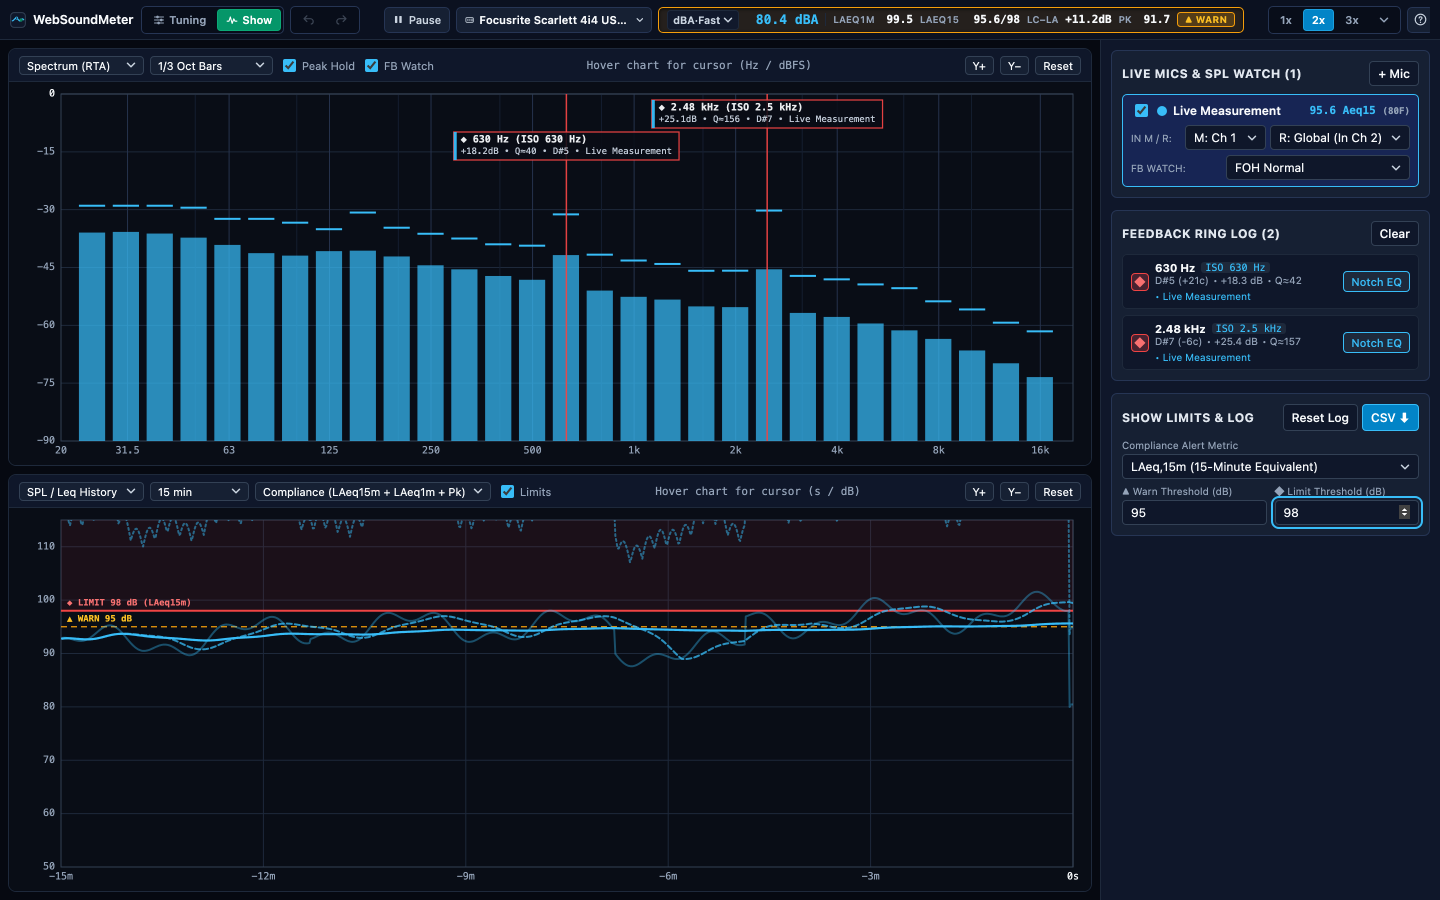 WebSoundMeter
Tuning
Show
Pause
Focusrite Scarlett 4i4 US...
dBA·Fast
80.4 dBA
LAEQ1M 99.5
LAEQ15 95.6/98
LC−LA +11.2dB
PK 91.7
▲ WARN
1x
2x
3x
Spectrum (RTA)
1/3 Oct Bars
Peak Hold
FB Watch
Hover chart for cursor (Hz / dBFS)
Y+
Y−
Reset
0
−15
−30
−45
−60
−75
−90
◆ 2.48 kHz (ISO 2.5 kHz)
+25.1dB • Q≈156 • D#7 • Live Measurement
◆ 630 Hz (ISO 630 Hz)
+18.2dB • Q≈40 • D#5 • Live Measurement
20 31.5 63 125 250 500 1k 2k 4k 8k 16k
SPL / Leq History
15 min
Compliance (LAeq15m + LAeq1m + Pk)
Limits
Hover chart for cursor (s / dB)
Y+
Y−
Reset
110
100
90
80
70
60
50
◆ LIMIT 98 dB (LAeq15m)
▲ WARN 95 dB
−15m −12m −9m −6m −3m 0s
LIVE MICS & SPL WATCH (1)
+ Mic
Live Measurement
95.6 Aeq15 (80F)
IN M / R:
M: Ch 1
R: Global (In Ch 2)
FB WATCH:
FOH Normal
FEEDBACK RING LOG (2)
Clear
630 Hz ISO 630 Hz
D#5 (+21c) • +18.3 dB • Q≈42
• Live Measurement
Notch EQ
2.48 kHz ISO 2.5 kHz
D#7 (-6c) • +25.4 dB • Q≈157
• Live Measurement
Notch EQ
SHOW LIMITS & LOG
Reset Log
CSV ⬇
Compliance Alert Metric
LAeq,15m (15-Minute Equivalent)
▲ Warn Threshold (dB)
◆ Limit Threshold (dB)
95
98